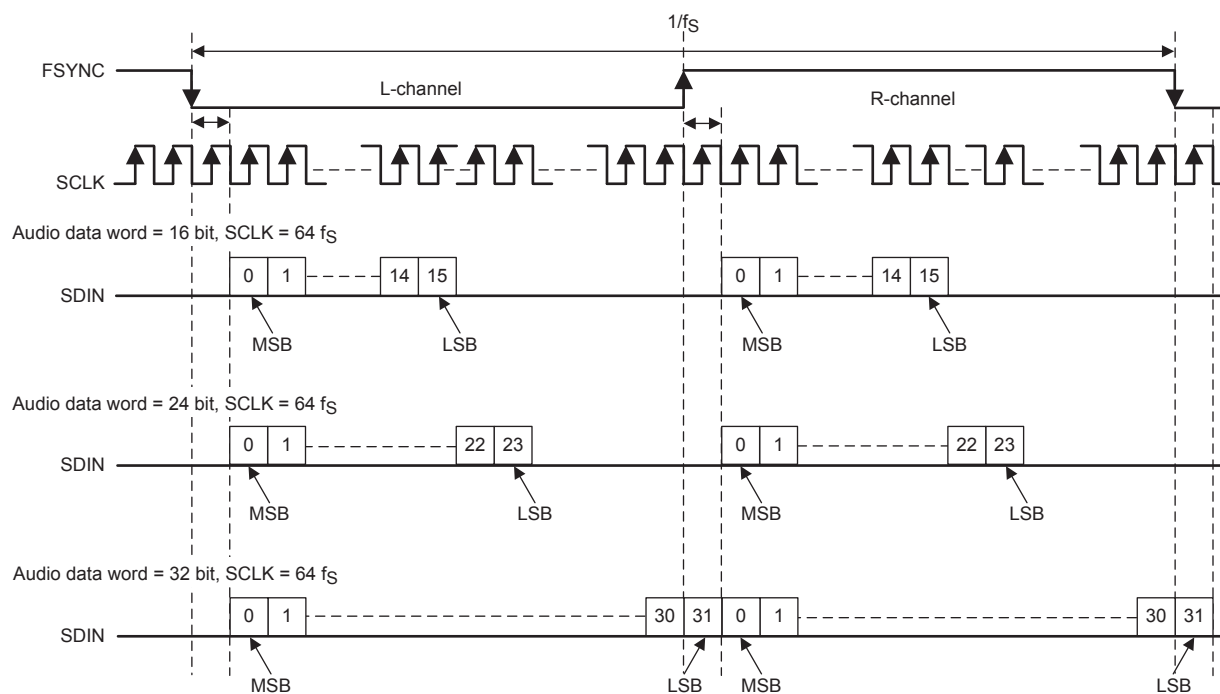 1/fS
FSYNC
L-channel
R-channel
SCLK
Audio data word = 16 bit, SCLK = 64 fS
0 1 14 15 0 1 14 15
SDIN
MSB LSB MSB LSB
Audio data word = 24 bit, SCLK = 64 fS
0 1 22 23 0 1 22 23
SDIN
MSB LSB MSB LSB
Audio data word = 32 bit, SCLK = 64 fS
0 1 30 31 0 1 30 31
SDIN
MSB LSB MSB LSB